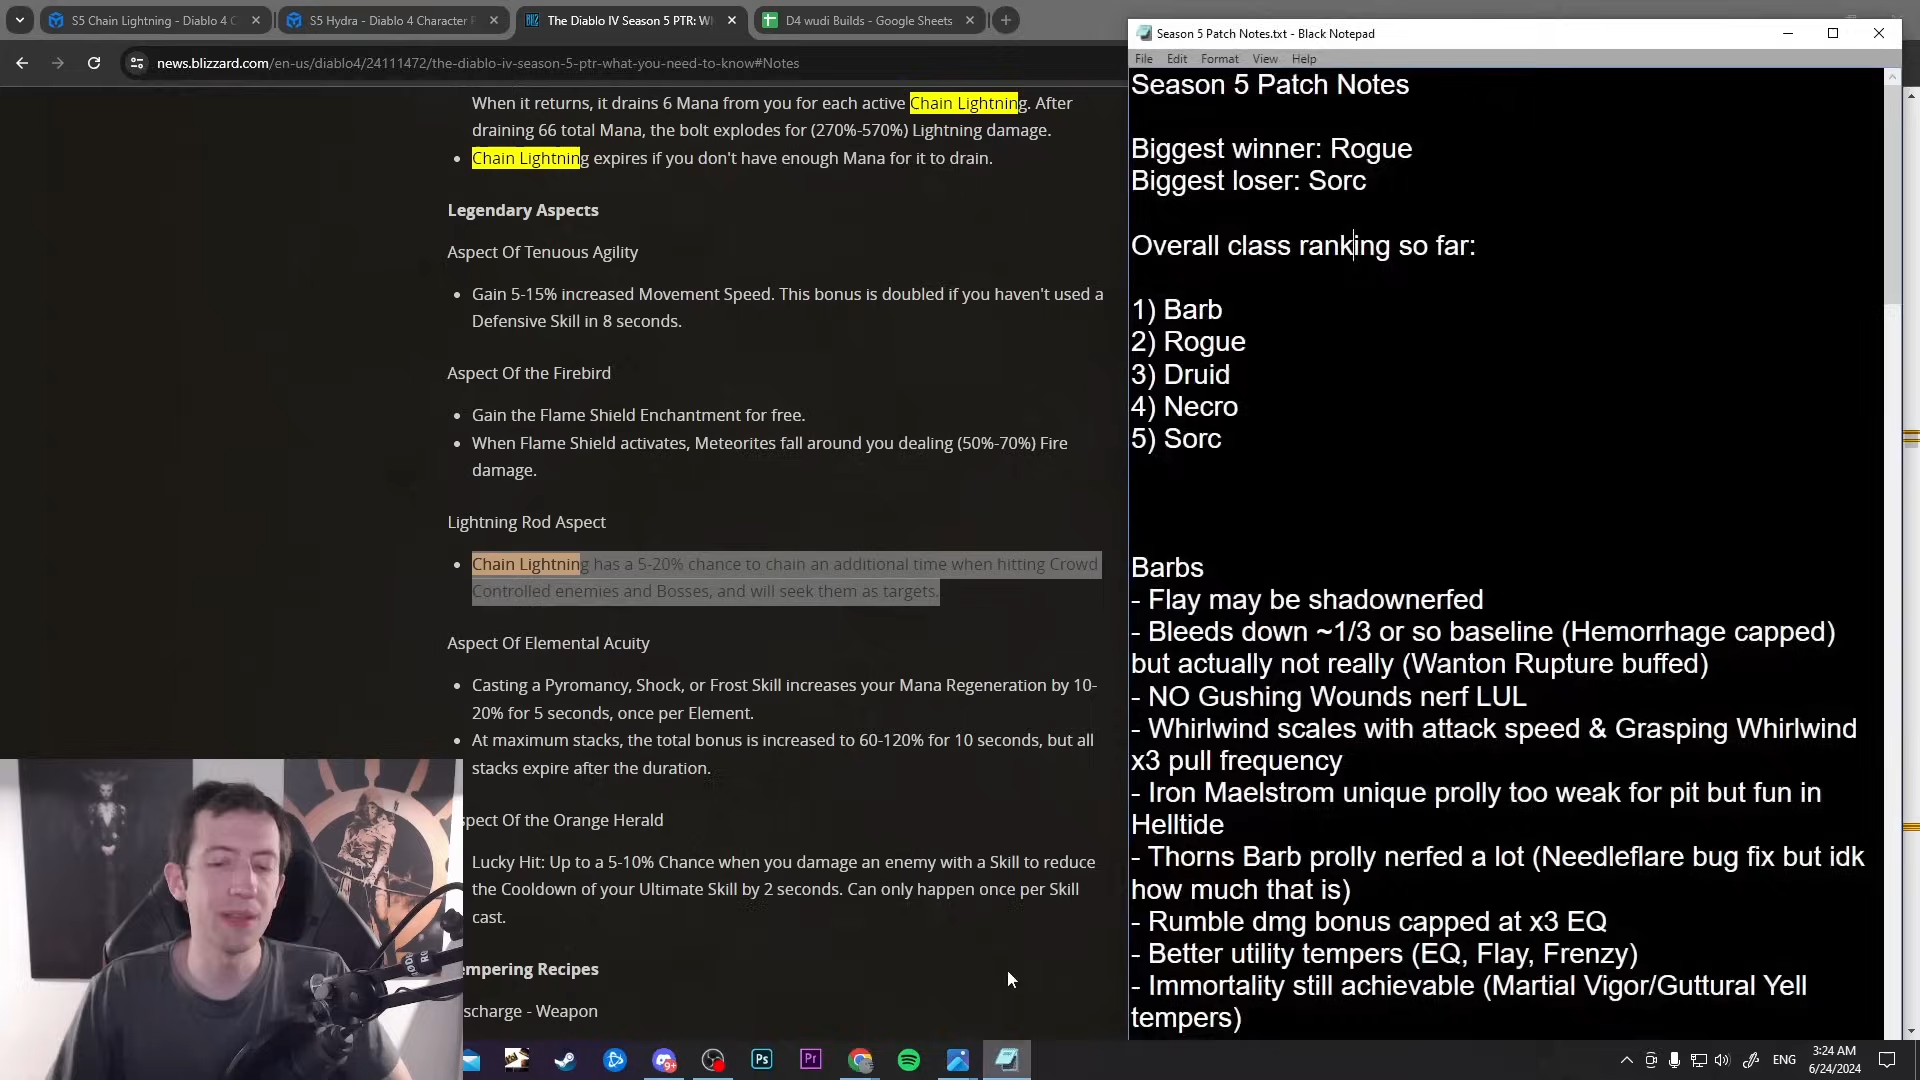 S5 Chain Lightning - Diablo 4 C
S5 Hydra - Diablo 4 Character P
The Diablo IV Season 5 PTR: Wh
D4 wudi Builds - Google Sheets
news.blizzard.com/en-us/diablo4/24111472/the-diablo-iv-season-5-ptr-what-you-need-to-know#Notes
When it returns, it drains 6 Mana from you for each active Chain Lightning. After
draining 66 total Mana, the bolt explodes for (270%-570%) Lightning damage.
Chain Lightning expires if you don't have enough Mana for it to drain.
Legendary Aspects
Aspect Of Tenuous Agility
Gain 5-15% increased Movement Speed. This bonus is doubled if you haven't used a
Defensive Skill in 8 seconds.
Aspect Of the Firebird
Gain the Flame Shield Enchantment for free.
When Flame Shield activates, Meteorites fall around you dealing (50%-70%) Fire
damage.
Lightning Rod Aspect
Chain Lightning has a 5-20% chance to chain an additional time when hitting Crowd
Controlled enemies and Bosses, and will seek them as targets.
Aspect Of Elemental Acuity
Casting a Pyromancy, Shock, or Frost Skill increases your Mana Regeneration by 10-
20% for 5 seconds, once per Element.
At maximum stacks, the total bonus is increased to 60-120% for 10 seconds, but all
stacks expire after the duration.
spect Of the Orange Herald
Lucky Hit: Up to a 5-10% Chance when you damage an enemy with a Skill to reduce
the Cooldown of your Ultimate Skill by 2 seconds. Can only happen once per Skill
cast.
empering Recipes
scharge - Weapon
Season 5 Patch Notes.txt - Black Notepad
File Edit Format View Help
Season 5 Patch Notes
Biggest winner: Rogue
Biggest loser: Sorc
Overall class ranking so far:
1) Barb
2) Rogue
3) Druid
4) Necro
5) Sorc
Barbs
- Flay may be shadownerfed
- Bleeds down ~1/3 or so baseline (Hemorrhage capped)
but actually not really (Wanton Rupture buffed)
- NO Gushing Wounds nerf LUL
- Whirlwind scales with attack speed & Grasping Whirlwind
x3 pull frequency
- Iron Maelstrom unique prolly too weak for pit but fun in
Helltide
- Thorns Barb prolly nerfed a lot (Needleflare bug fix but idk
how much that is)
- Rumble dmg bonus capped at x3 EQ
- Better utility tempers (EQ, Flay, Frenzy)
- Immortality still achievable (Martial Vigor/Guttural Yell
tempers)
9+
Ps
Pr
ENG
3:24 AM
6/24/2024